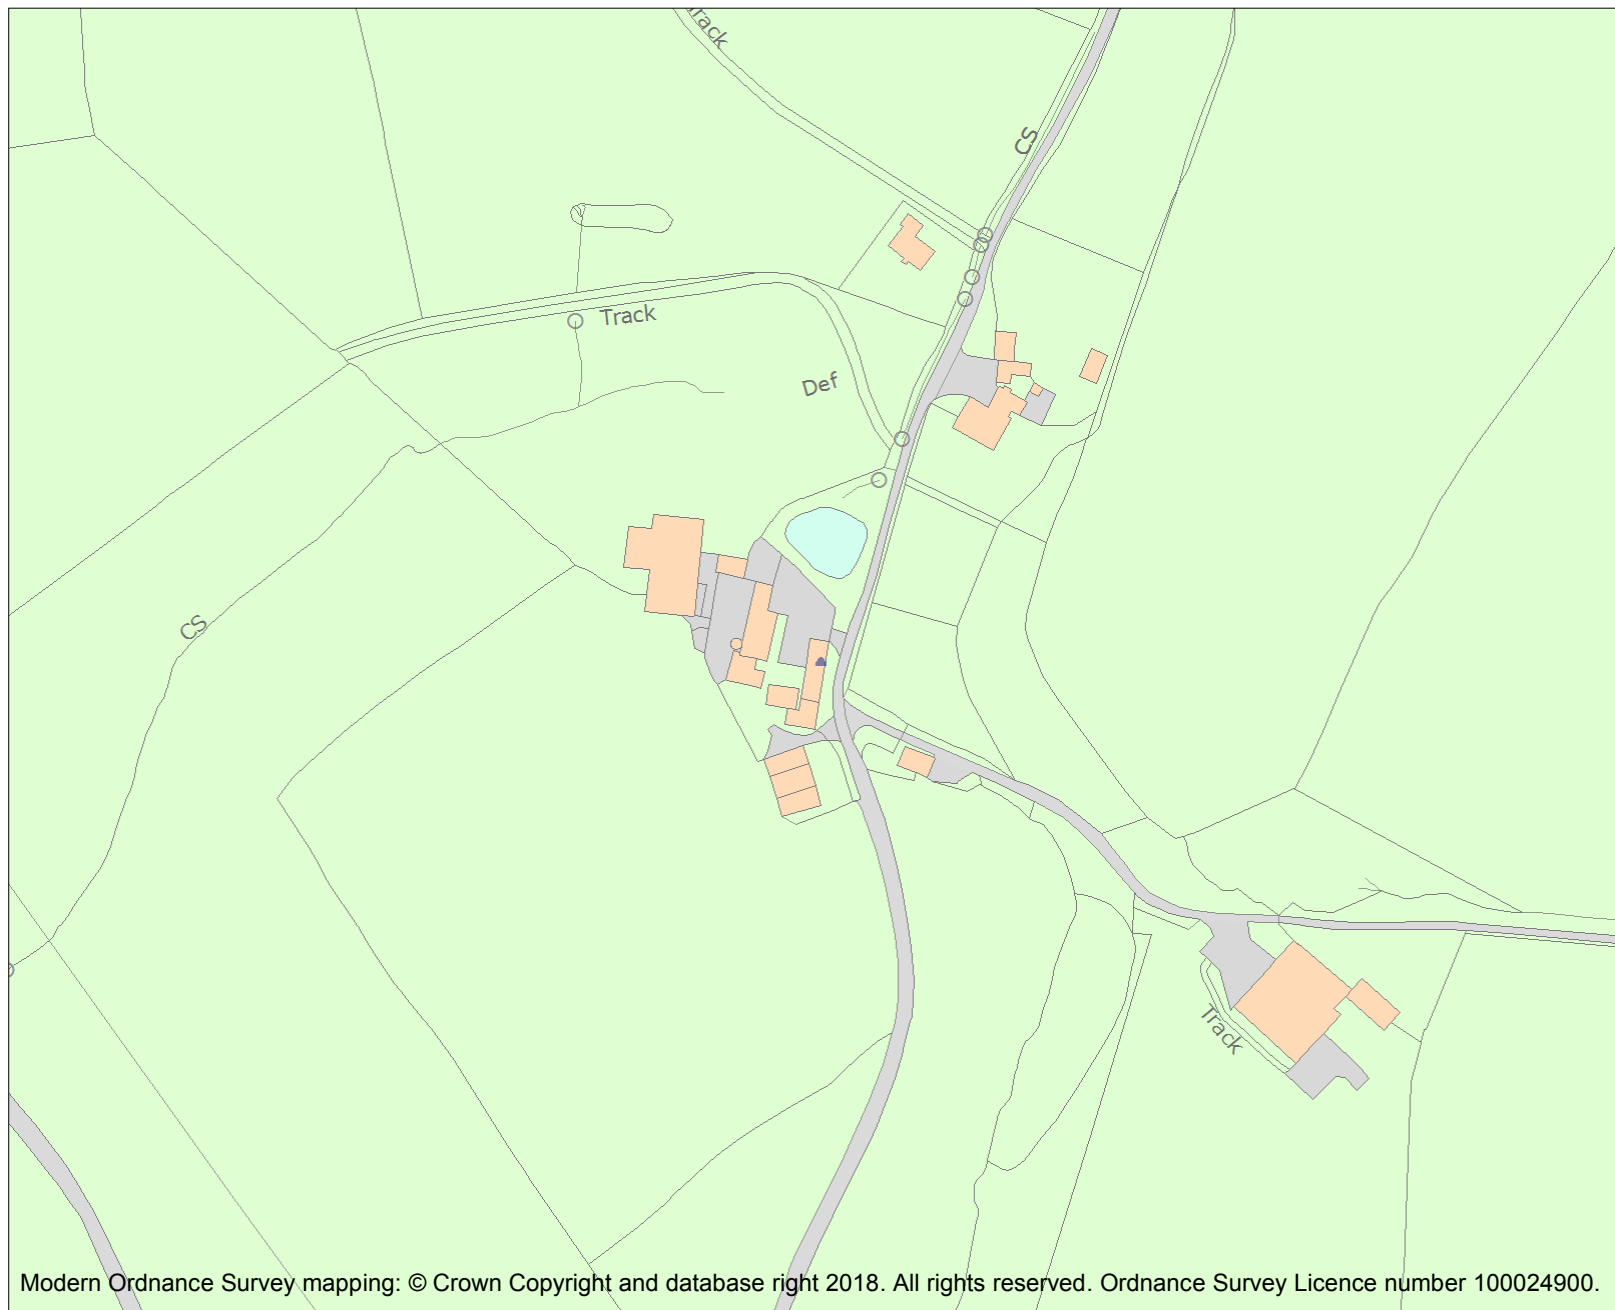 Track
CS
Track
Def
CS
Track
Modern Ordnance Survey mapping: © Crown Copyright and database right 2018. All rights reserved. Ordnance Survey Licence number 100024900.